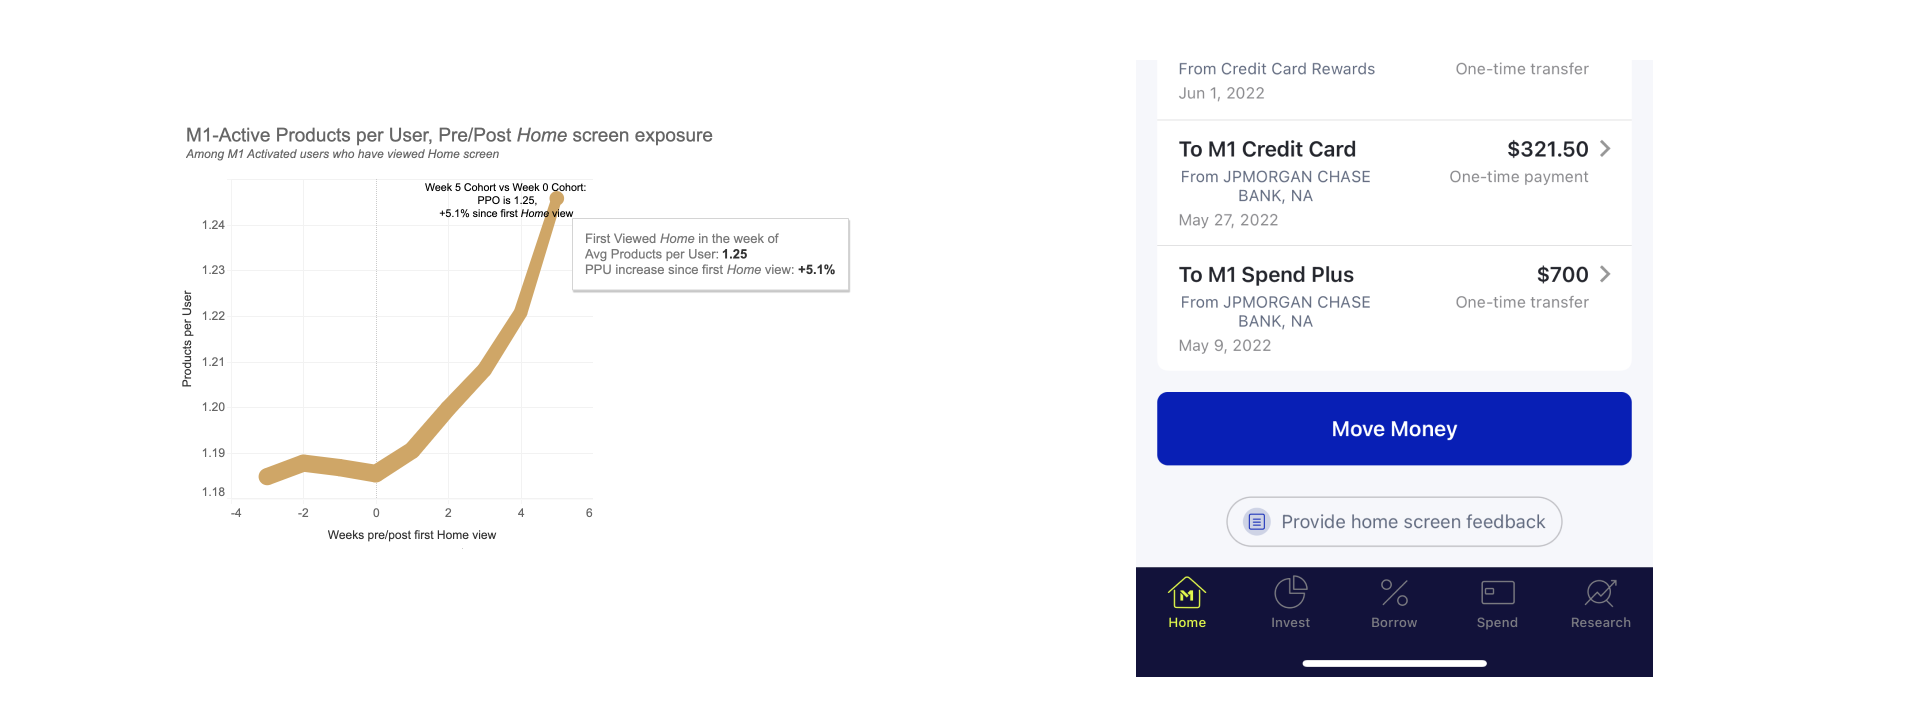 M1-Active Products per User, Pre/Post Home screen exposure
Among M1 Activated users who have viewed Home screen
Week 5 Cohort vs Week 0 Cohort:
PPO is 1.25,
+5.1% since first Home view
First Viewed Home in the week of
Avg Products per User: 1.25
PPU increase since first Home view: +5.1%
Products per User
1.24
1.23
1.22
1.21
1.20
1.19
1.18
-4 -2 0 2 4 6
Weeks pre/post first Home view
From Credit Card Rewards One-time transfer
Jun 1, 2022
To M1 Credit Card $321.50
From JPMORGAN CHASE One-time payment
BANK, NA
May 27, 2022
To M1 Spend Plus $700
From JPMORGAN CHASE One-time transfer
BANK, NA
May 9, 2022
Move Money
Provide home screen feedback
M
Home Invest Borrow Spend Research